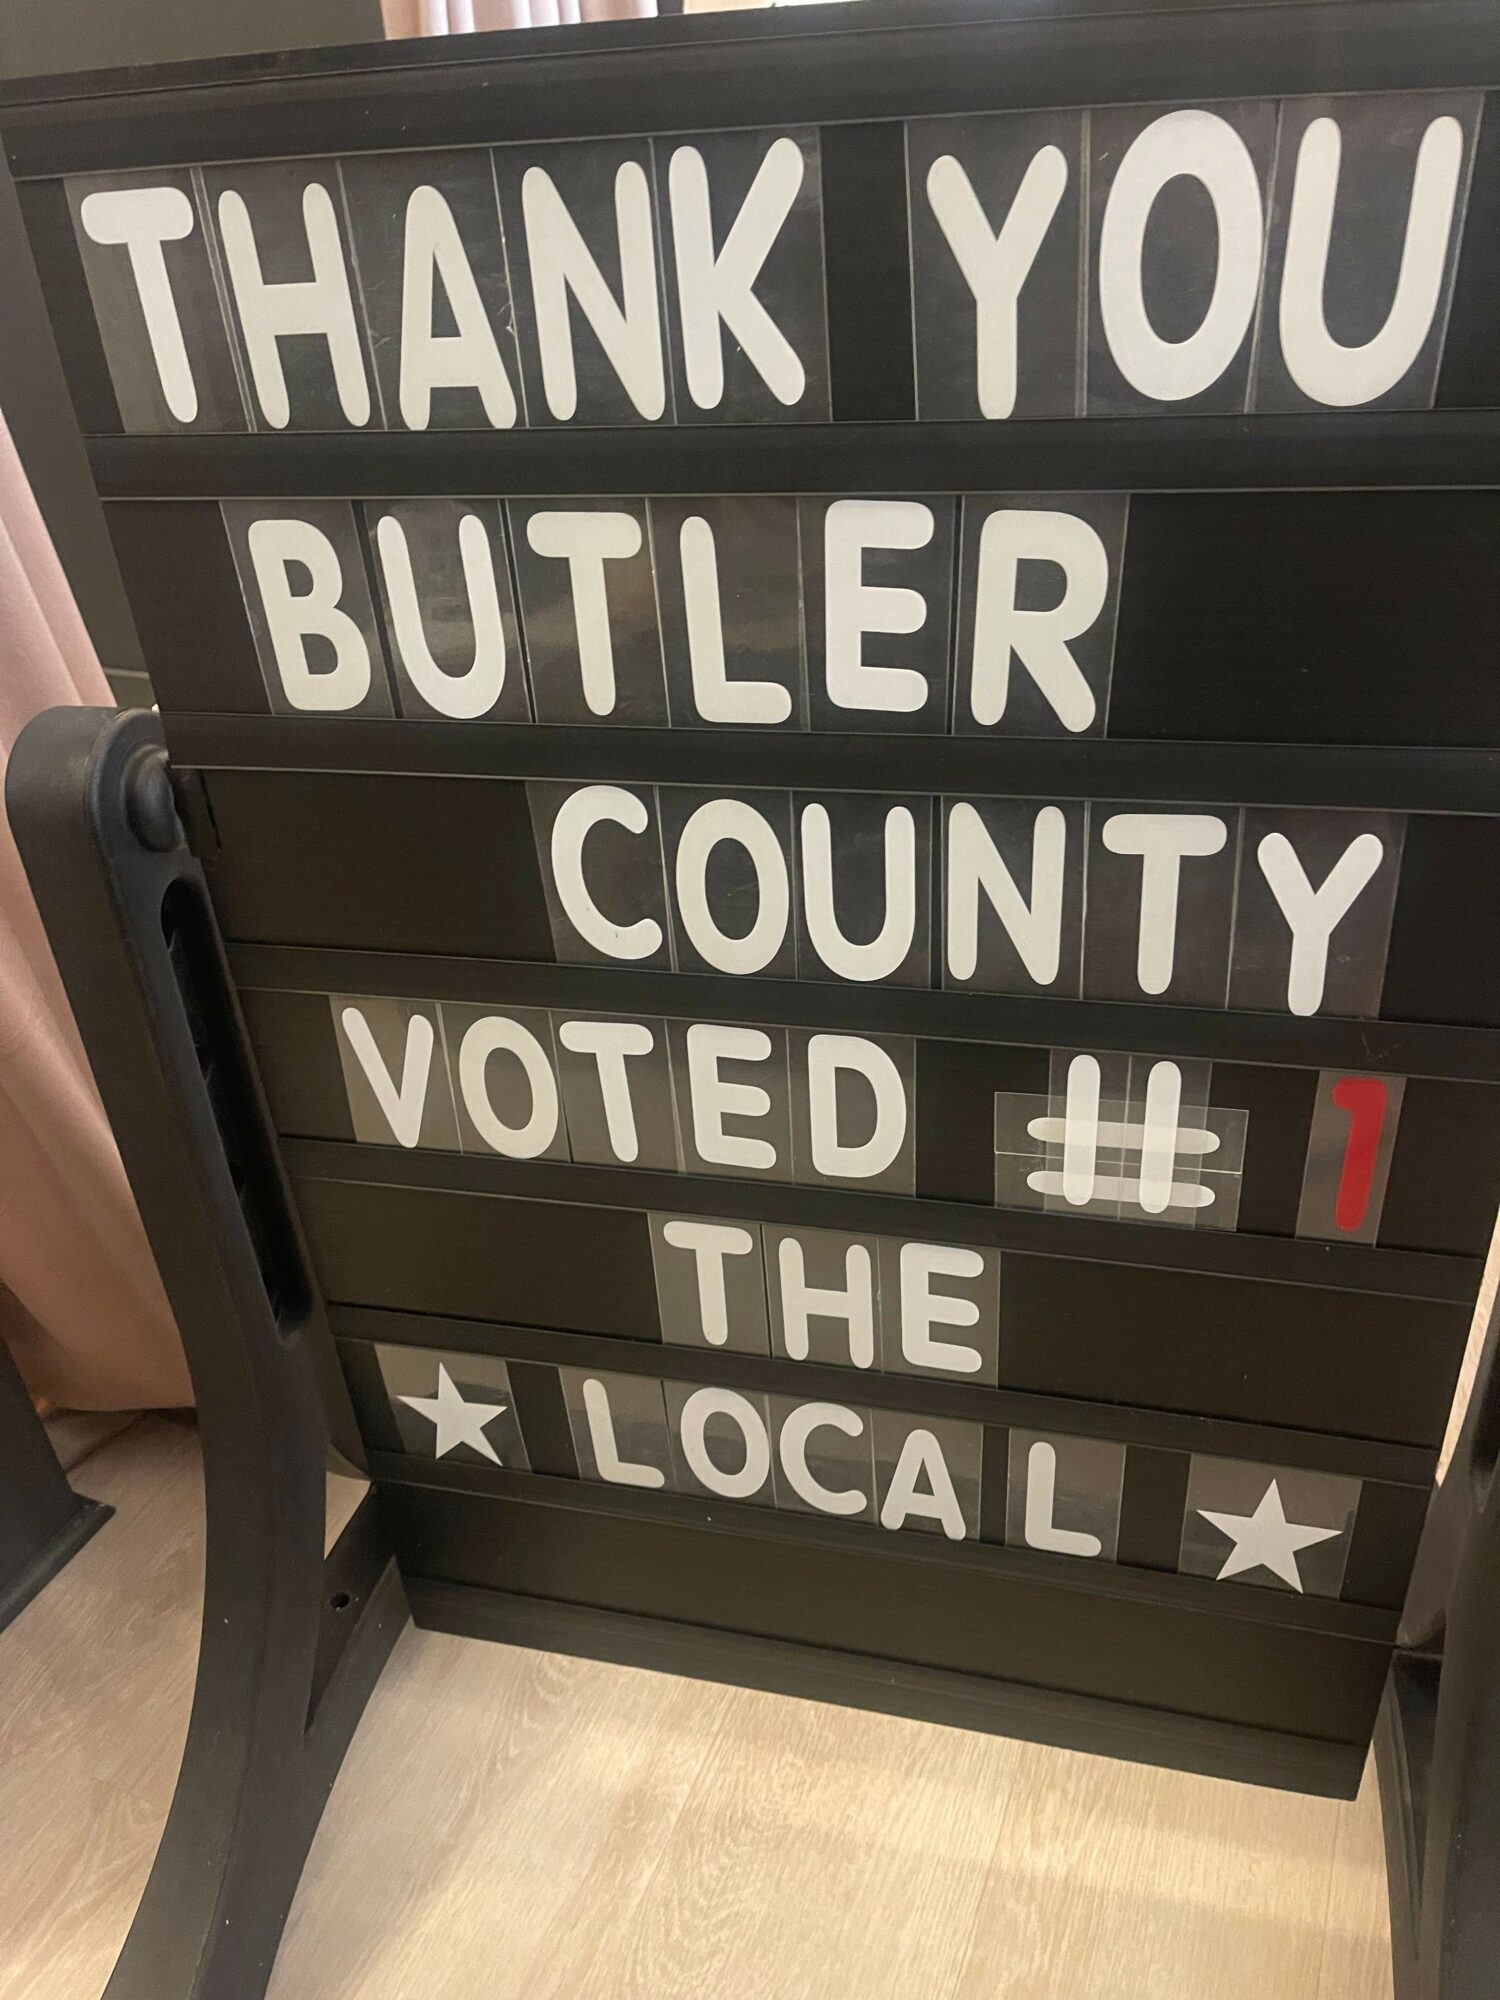 THANK YOU
BUTLER
COUNTY
VOTED # 1
THE
★ LOCAL ★